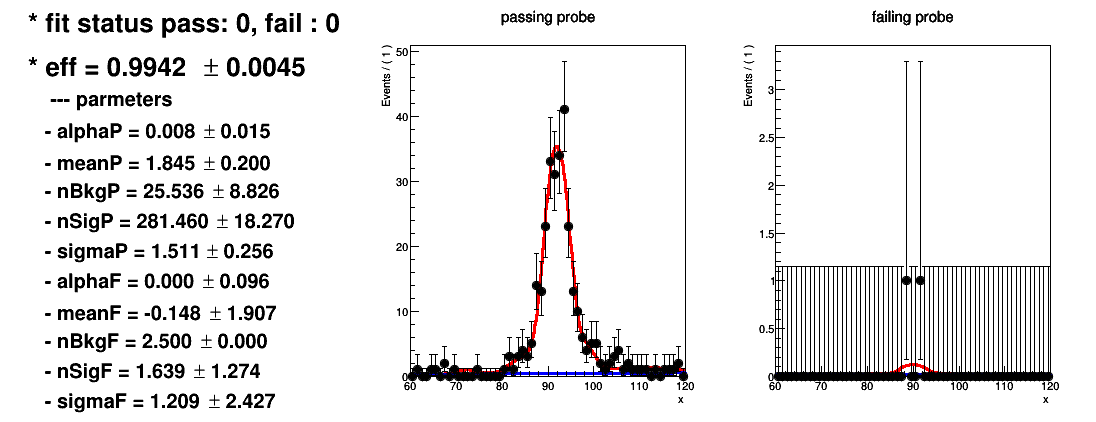 * fit status pass: 0, fail : 0
* eff = 0.9942 ± 0.0045
--- parmeters
- alphaP = 0.008 ± 0.015
- meanP = 1.845 ± 0.200
- nBkgP = 25.536 ± 8.826
- nSigP = 281.460 ± 18.270
- sigmaP = 1.511 ± 0.256
- alphaF = 0.000 ± 0.096
- meanF = -0.148 ± 1.907
- nBkgF = 2.500 ± 0.000
- nSigF = 1.639 ± 1.274
- sigmaF = 1.209 ± 2.427
passing probe
Events / ( 1 )
50
40
30
20
10
0
60 70 80 90 100 110 120
x
failing probe
Events / ( 1 )
3
2.5
2
1.5
1
0.5
0
60 70 80 90 100 110 120
x